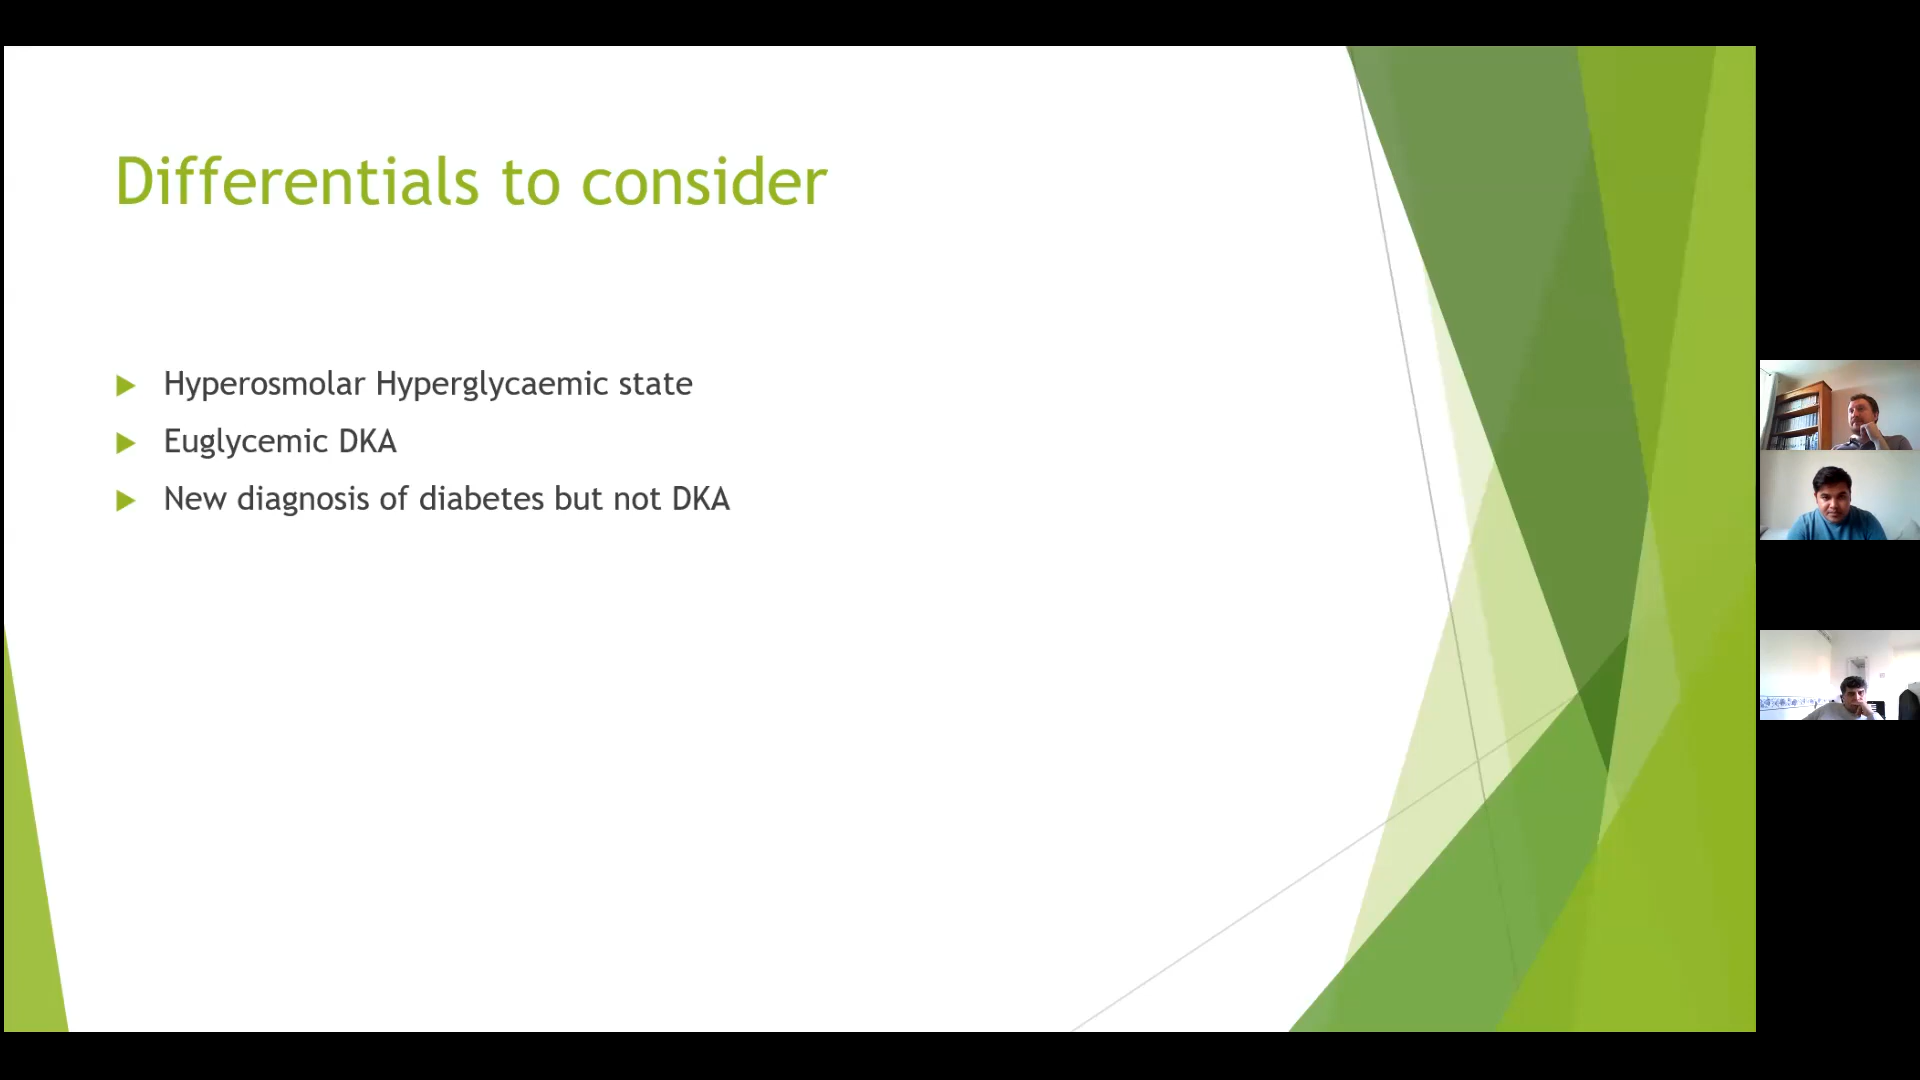 Differentials to consider
Hyperosmolar Hyperglycaemic state
Euglycemic DKA
New diagnosis of diabetes but not DKA